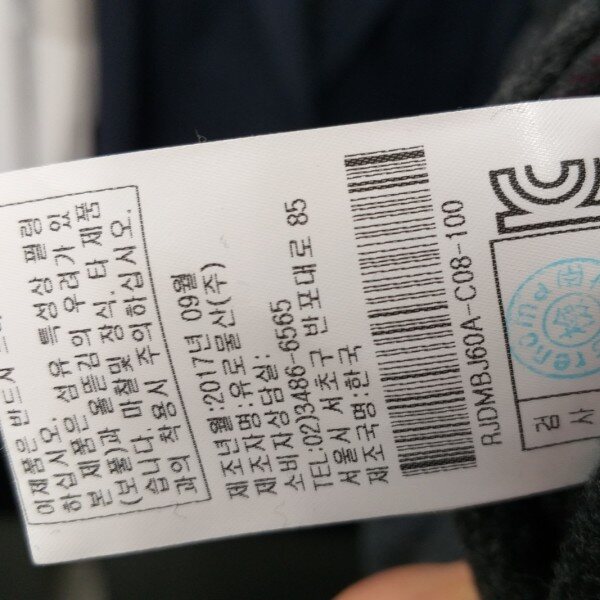 이제품은 반드시
하십시오. 섬유 특성상 필링
본 제품은 올뜯김의 우려가 있
(보풀)과 마찰및 장식, 타 제품
습니다. 착용시 주의하십시오.
과의
제조년월:2017년 09월
제조자명:유로물산(주)
소비자상담실:
TEL:02)3486-6565
서울시 서초구 반포대로 85
제조국명:한국
RJDMBJ60A-C08-100
renoma
림
사